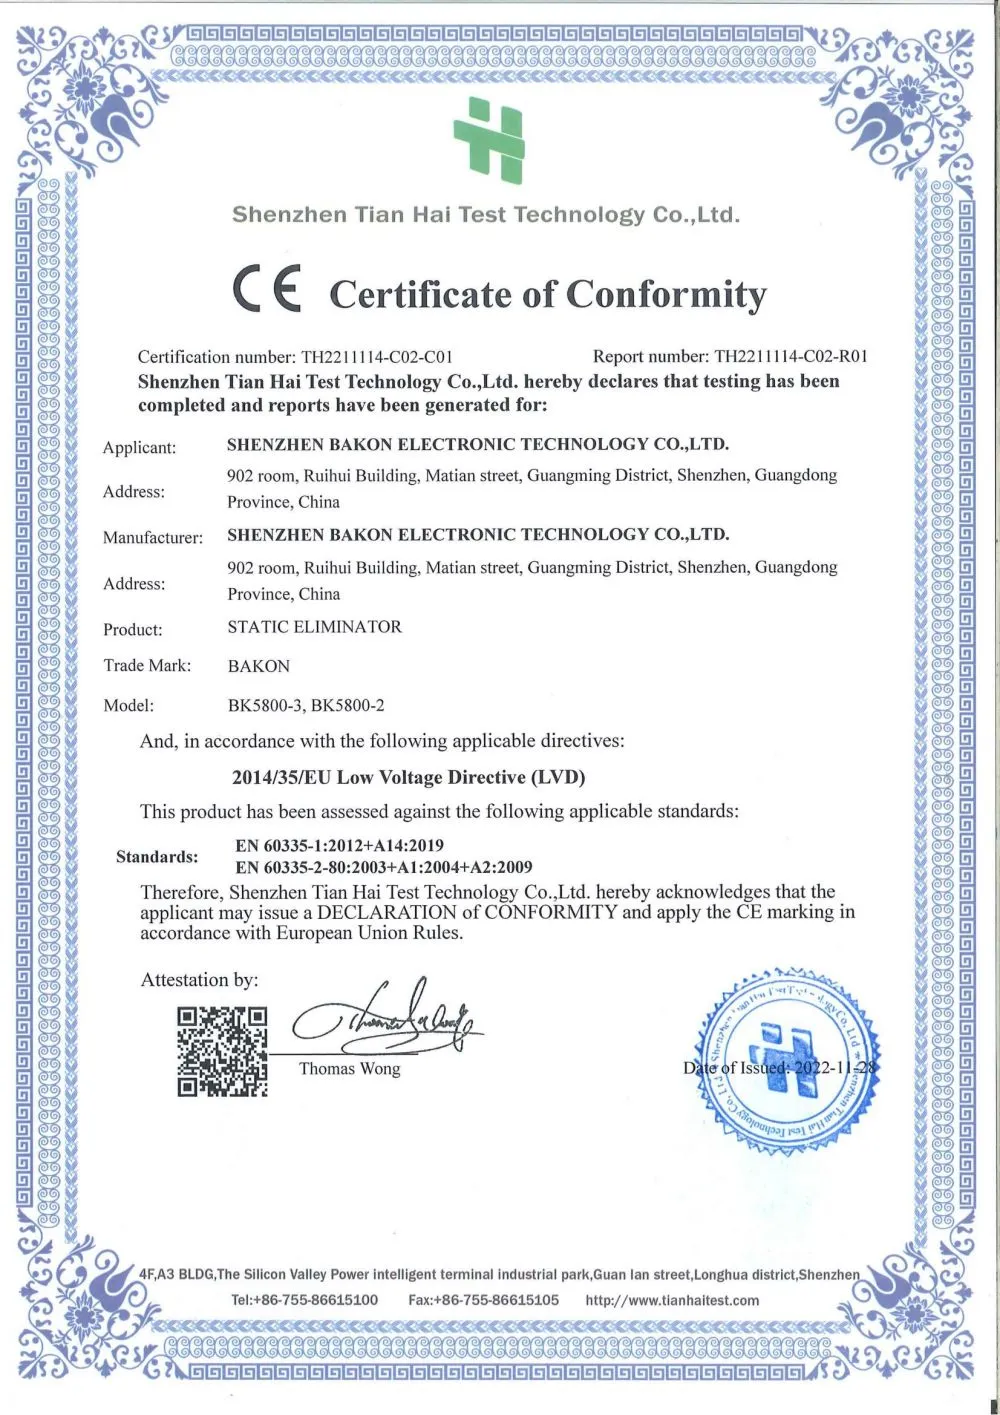 Shenzhen Tian Hai Test Technology Co.,Ltd.
CE Certificate of Conformity
Certification number: TH2211114-C02-C01 Report number: TH2211114-C02-R01
Shenzhen Tian Hai Test Technology Co.,Ltd. hereby declares that testing has been
completed and reports have been generated for:
Applicant: SHENZHEN BAKON ELECTRONIC TECHNOLOGY CO.,LTD.
Address: 902 room, Ruihui Building, Matian street, Guangming District, Shenzhen, Guangdong
Province, China
Manufacturer: SHENZHEN BAKON ELECTRONIC TECHNOLOGY CO.,LTD.
Address: 902 room, Ruihui Building, Matian street, Guangming District, Shenzhen, Guangdong
Province, China
Product: STATIC ELIMINATOR
Trade Mark: BAKON
Model: BK5800-3, BK5800-2
And, in accordance with the following applicable directives:
2014/35/EU Low Voltage Directive (LVD)
This product has been assessed against the following applicable standards:
Standards: EN 60335-1:2012+A14:2019
EN 60335-2-80:2003+A1:2004+A2:2009
Therefore, Shenzhen Tian Hai Test Technology Co.,Ltd. hereby acknowledges that the
applicant may issue a DECLARATION of CONFORMITY and apply the CE marking in
accordance with European Union Rules.
Attestation by:
Thomas Wong
Date of Issued: 2022-11-28
Shenzhen Tian Hai Test Technology Co., Ltd
Shenzhen Tian Hai Test Technology Co., Ltd
4F,A3 BLDG,The Silicon Valley Power intelligent terminal industrial park,Guan lan street,Longhua district,Shenzhen
Tel:+86-755-86615100 Fax:+86-755-86615105 http://www.tianhaitest.com